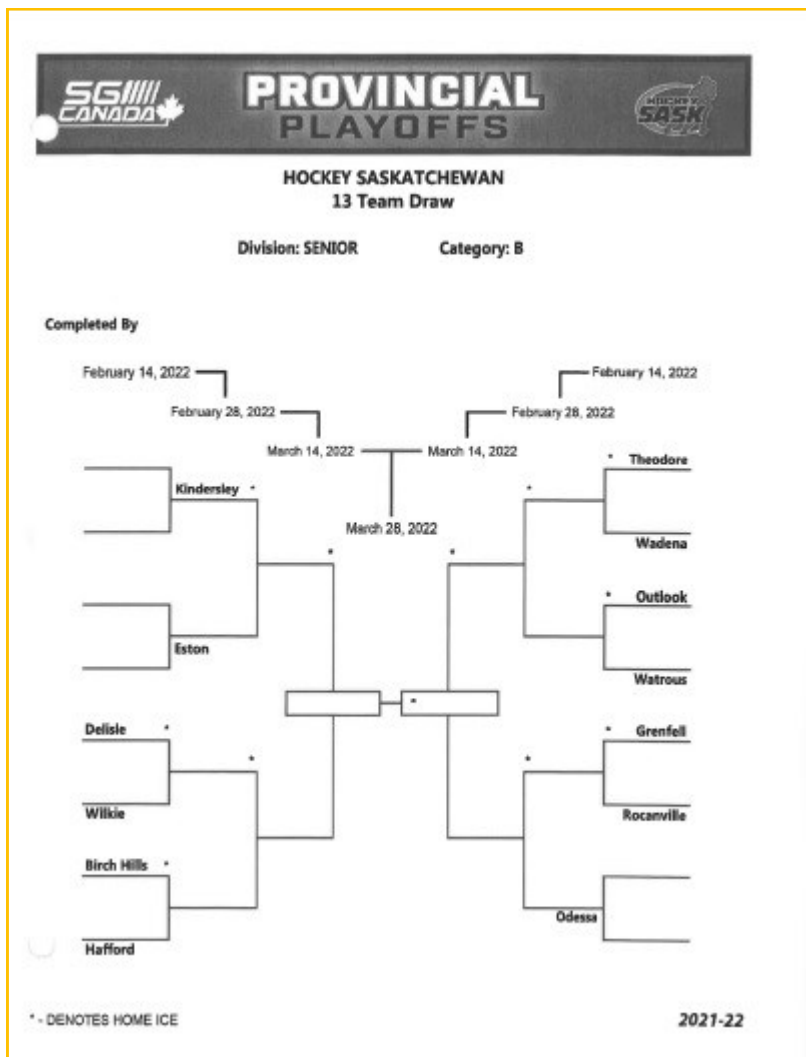 SGI CANADA
PROVINCIAL
PLAYOFFS
HOCKEY SASK
HOCKEY SASKATCHEWAN
13 Team Draw
Division: SENIOR Category: B
Completed By
February 14, 2022 February 14, 2022
February 28, 2022 February 28, 2022
March 14, 2022 March 14, 2022
* Theodore
Kindersley * *
March 28, 2022
Wadena
* *
* Outlook
Eston
Watrous
*
Delisle * * Grenfell
* *
Wilkie Rocanville
Birch Hills *
Odessa
Hafford
* - DENOTES HOME ICE 2021-22